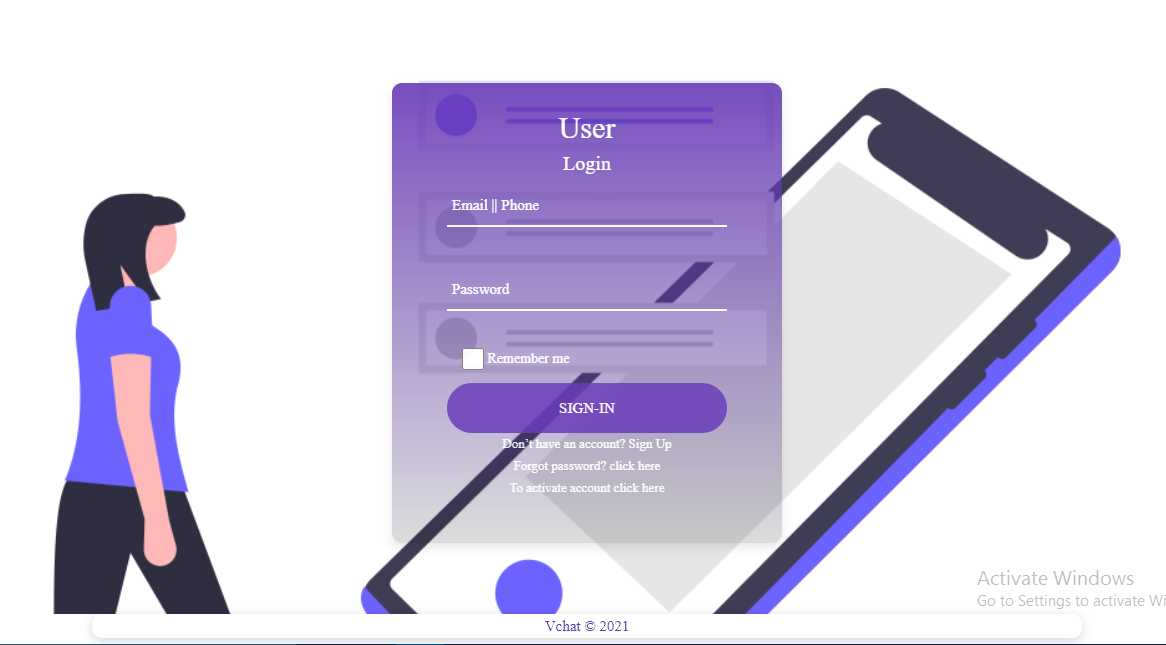 User
Login
Email || Phone
Password
Remember me
SIGN-IN
Don't have an account? Sign Up
Forgot password? click here
To activate account click here
Activate Windows
Go to Settings to activate Wi
Vchat © 2021